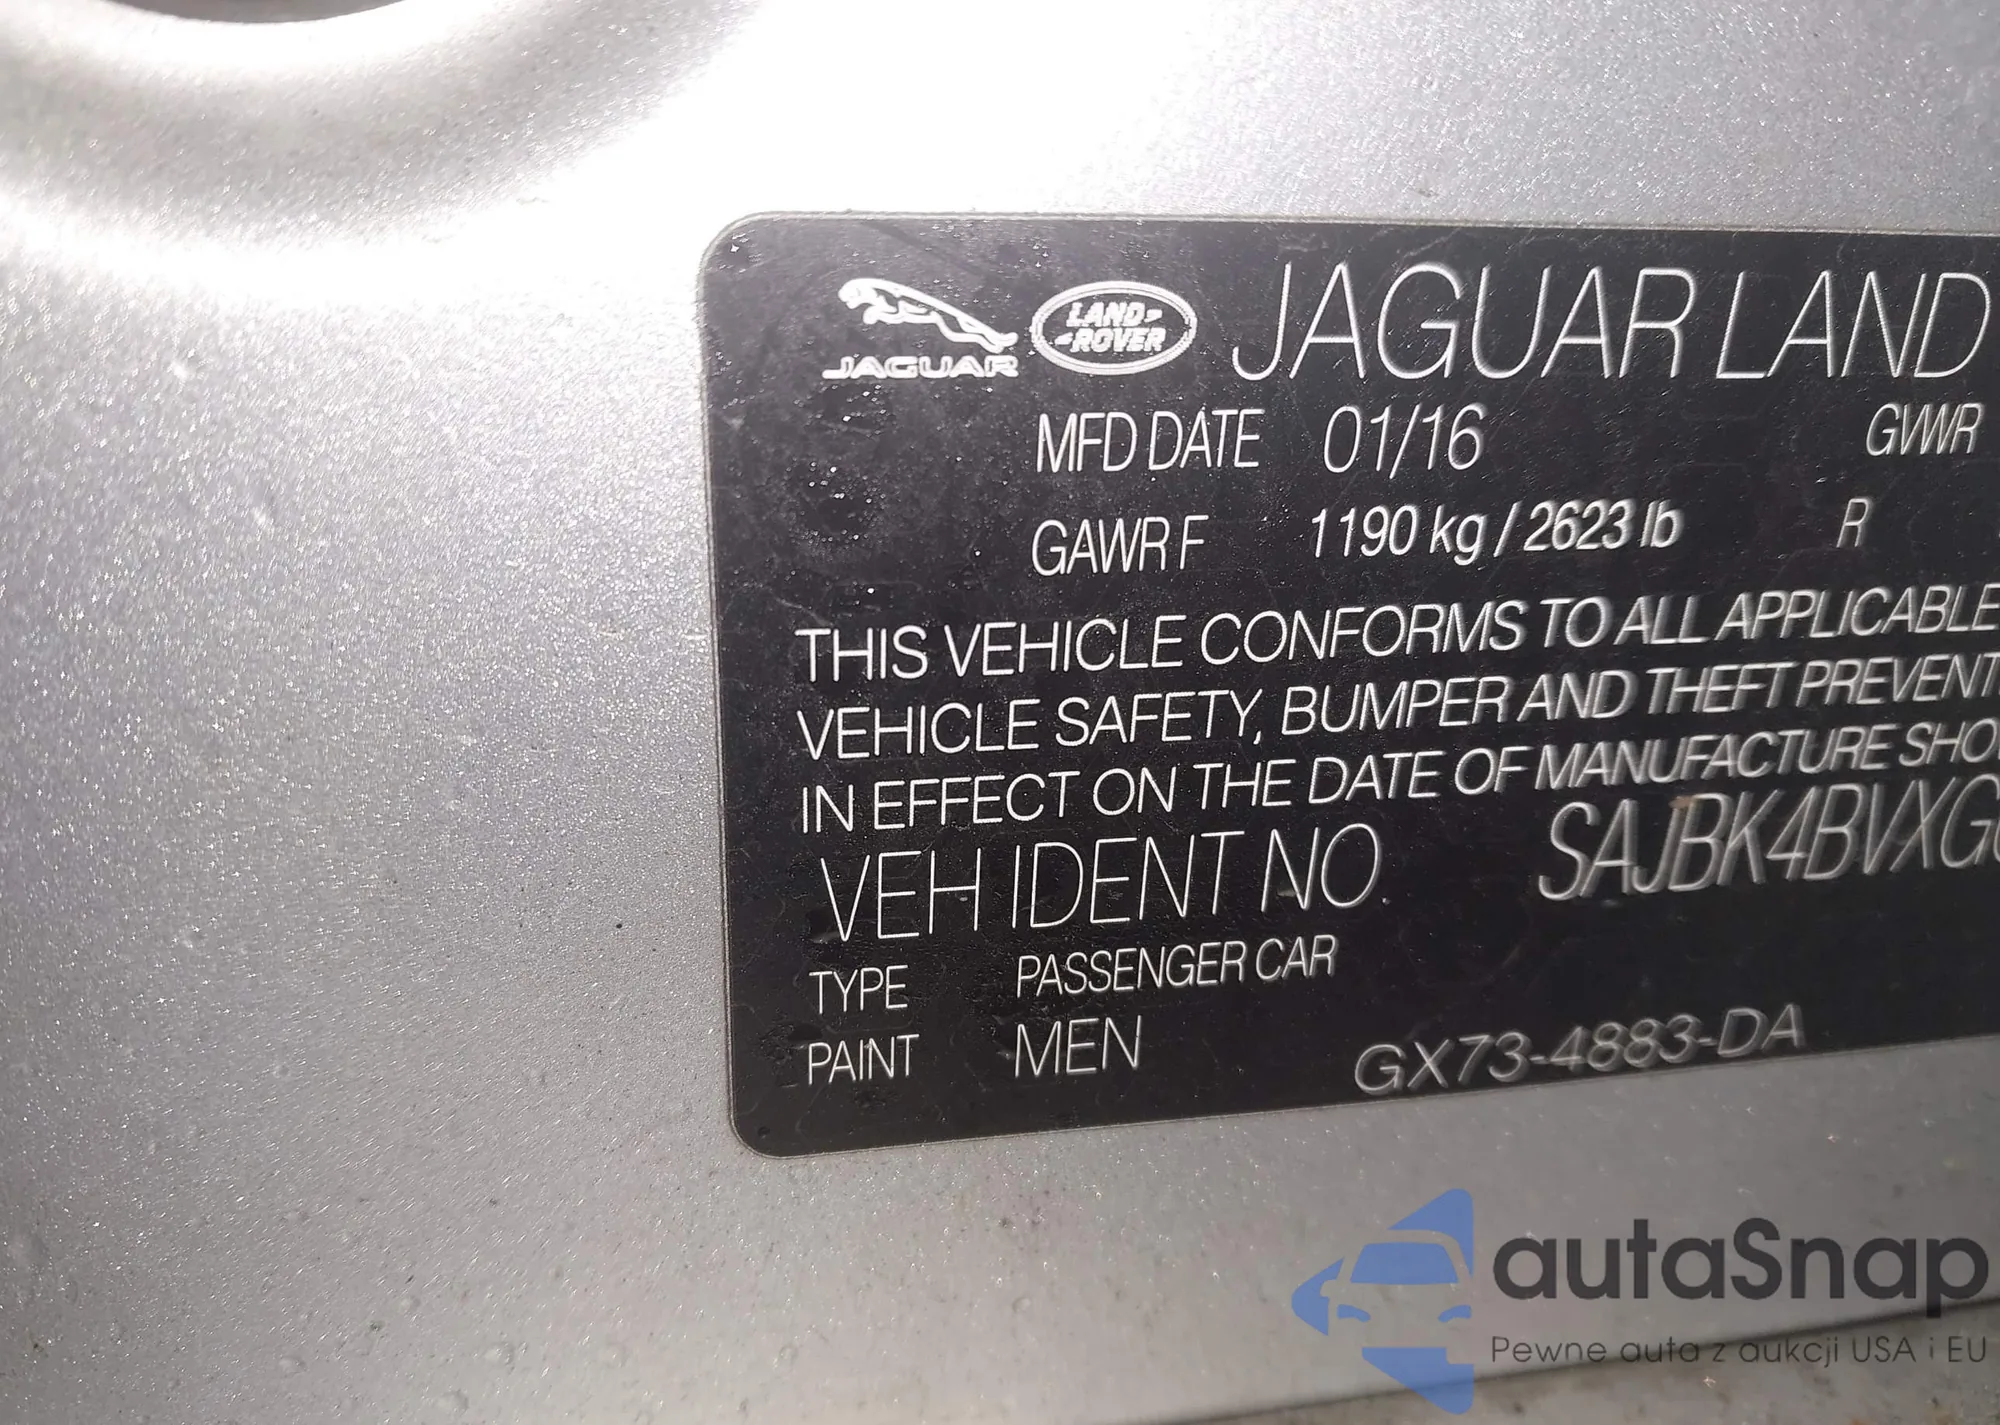 JAGUAR LAND ROVER JAGUAR LAND
MFD DATE 01/16 GVWR
GAWR F 1190 kg / 2623 lb R
THIS VEHICLE CONFORMS TO ALL APPLICABLE
VEHICLE SAFETY, BUMPER AND THEFT PREVENT
IN EFFECT ON THE DATE OF MANUFACTURE SHO
VEH IDENT NO. SAJBK4BVXG
TYPE PASSENGER CAR
PAINT MEN GX73-4883-DA
autaSnap
Pewne auta z aukcji USA i EU